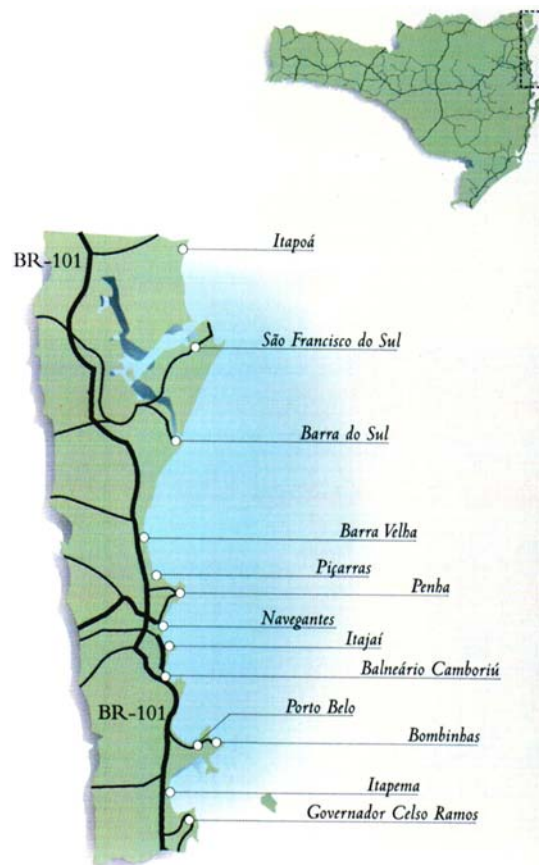 Itapoá
BR-101
São Francisco do Sul
Barra do Sul
Barra Velha
Piçarras
Penha
Navegantes
Itajaí
Balneário Camboriú
Porto Belo
BR-101
Bombinhas
Itapema
Governador Celso Ramos